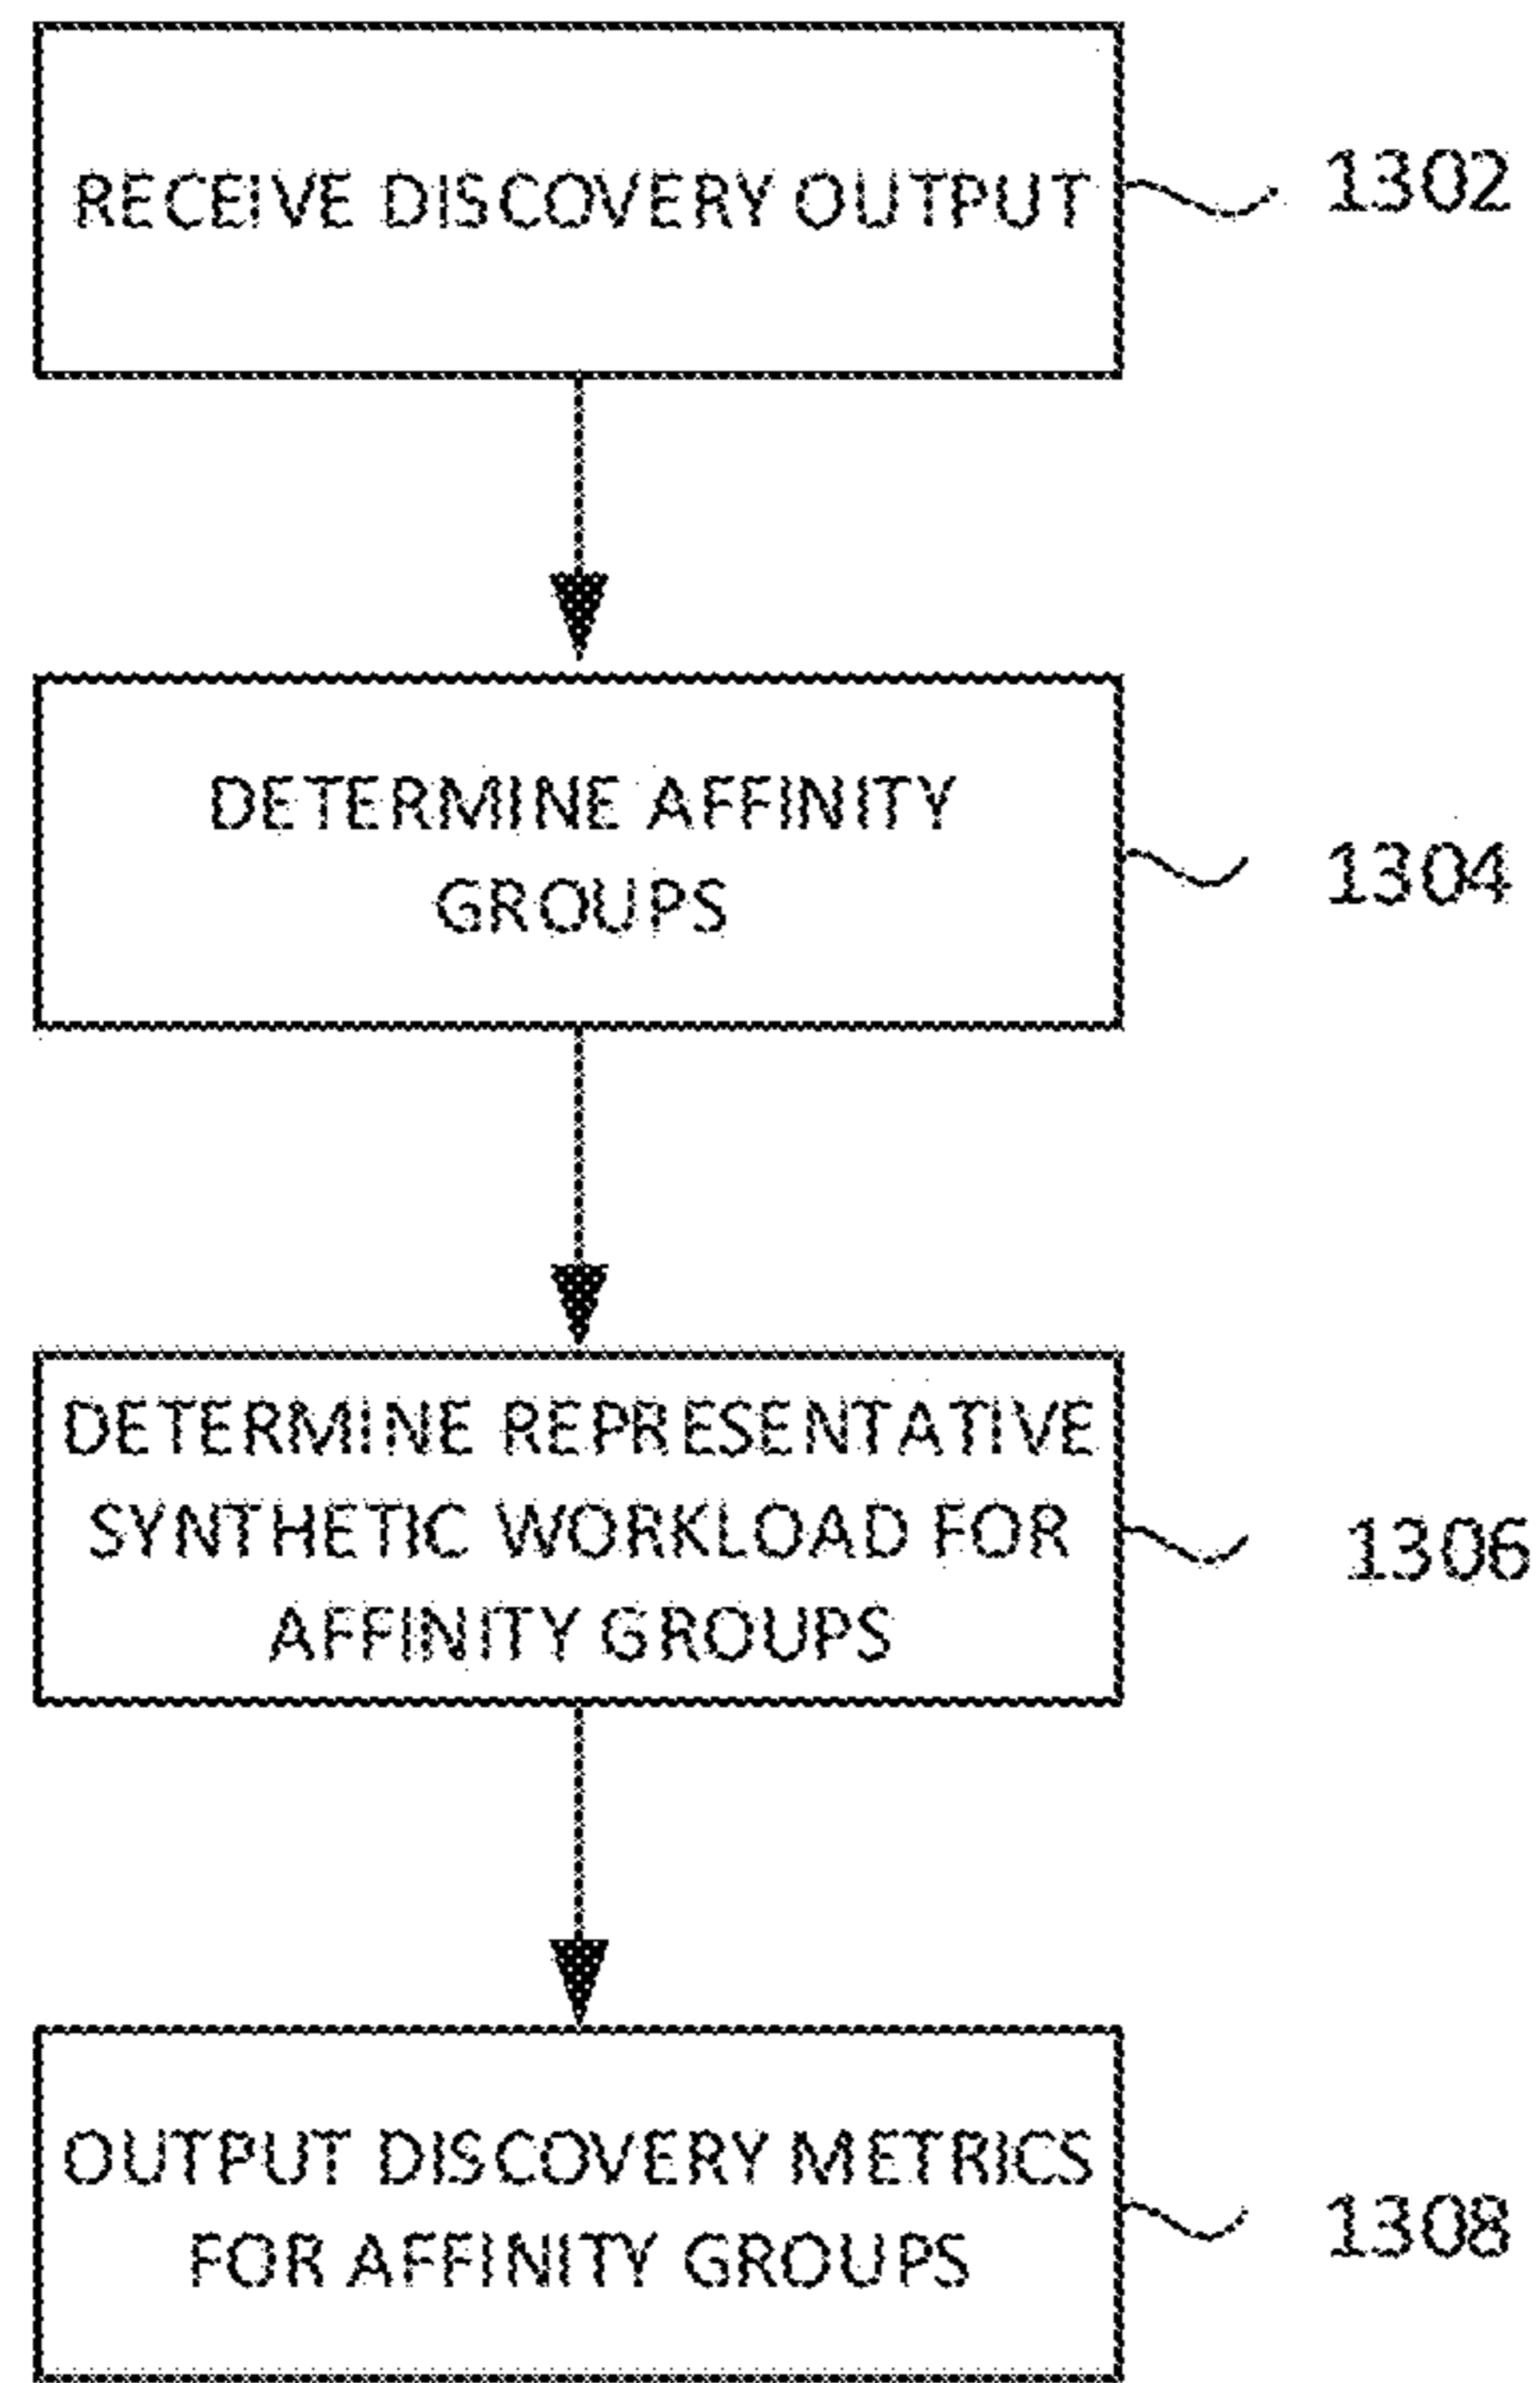 RECEIVE DISCOVERY OUTPUT
1302
DETERMINE AFFINITY
GROUPS
1304
DETERMINE REPRESENTATIVE
SYNTHETIC WORKLOAD FOR
AFFINITY GROUPS
1306
OUTPUT DISCOVERY METRICS
FOR AFFINITY GROUPS
1308